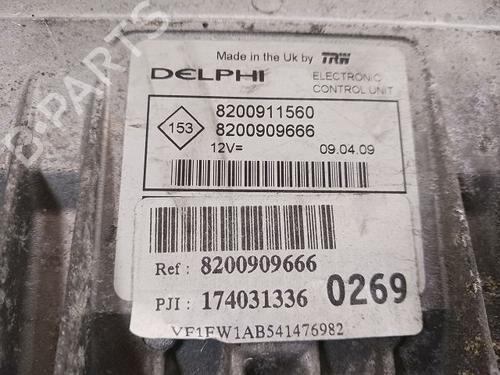 Made in the Uk by TRW
DELPHI
ELECTRONIC
CONTROL UNIT
153
8200911560
8200909666
12V=
09.04.09
Ref : 8200909666
PJI : 174031336
0269
VF1FW1AB541476982
B-PARTS